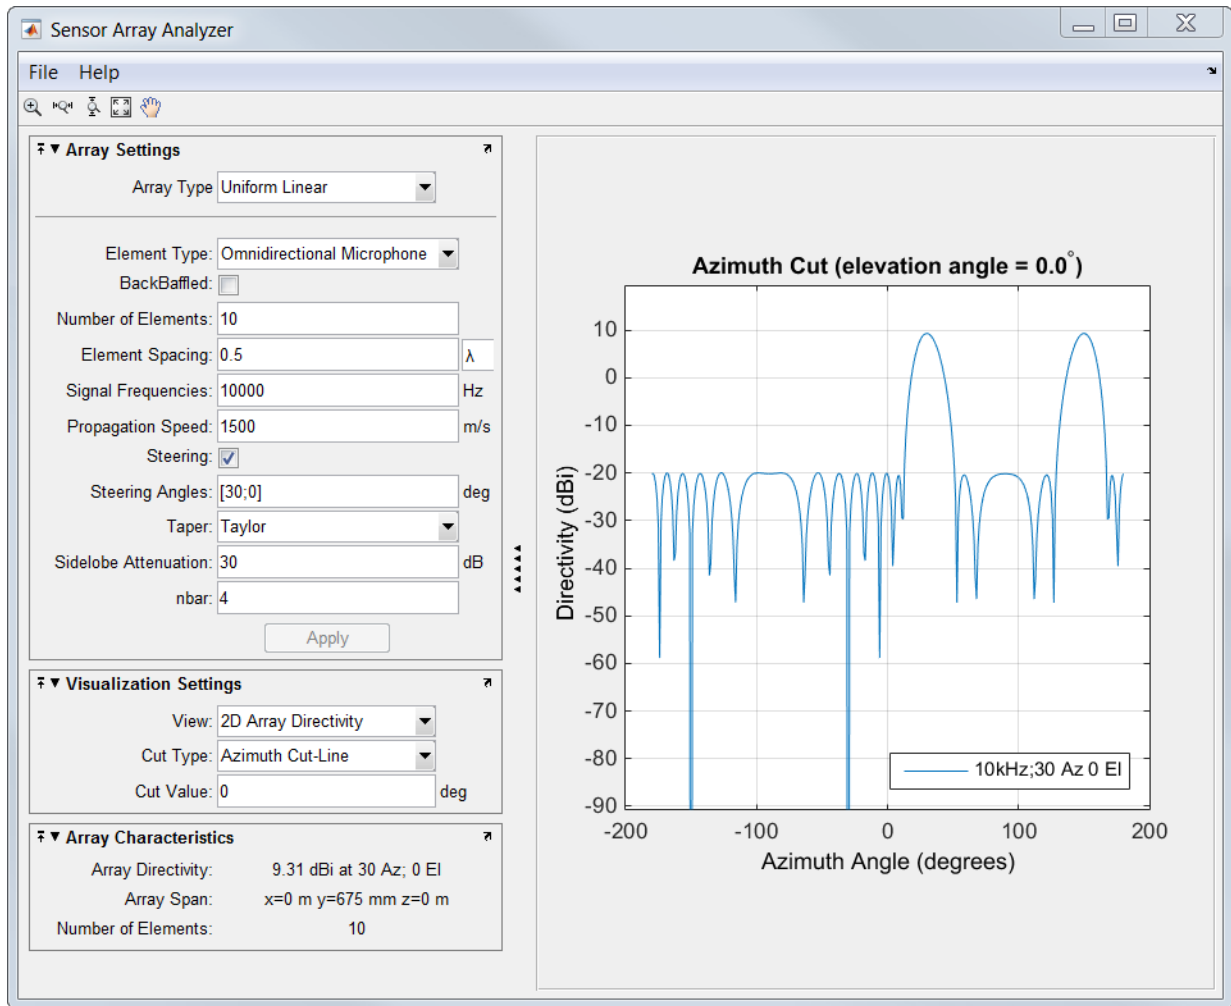 Sensor Array Analyzer
File Help
Array Settings
Array Type Uniform Linear
Element Type: Omnidirectional Microphone
BackBaffled:
Number of Elements: 10
Element Spacing: 0.5 λ
Signal Frequencies: 10000 Hz
Propagation Speed: 1500 m/s
Steering:
Steering Angles: [30;0] deg
Taper: Taylor
Sidelobe Attenuation: 30 dB
nbar: 4
Apply
Visualization Settings
View: 2D Array Directivity
Cut Type: Azimuth Cut-Line
Cut Value: 0 deg
Array Characteristics
Array Directivity: 9.31 dBi at 30 Az; 0 El
Array Span: x=0 m y=675 mm z=0 m
Number of Elements: 10
Azimuth Cut (elevation angle = 0.0°)
Directivity (dBi)
10
0
-10
-20
-30
-40
-50
-60
-70
-80
-90
10kHz;30 Az 0 El
-200 -100 0 100 200
Azimuth Angle (degrees)